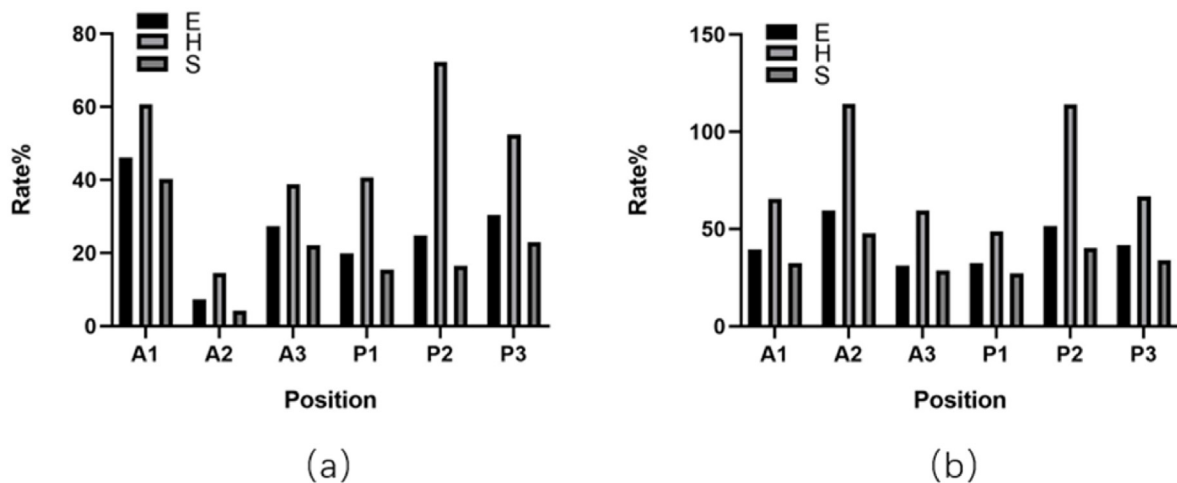 E
H
S
80
60
40
20
0
Rate%
A1 A2 A3 P1 P2 P3
Position
(a)
E
H
S
150
100
50
0
Rate%
A1 A2 A3 P1 P2 P3
Position
(b)